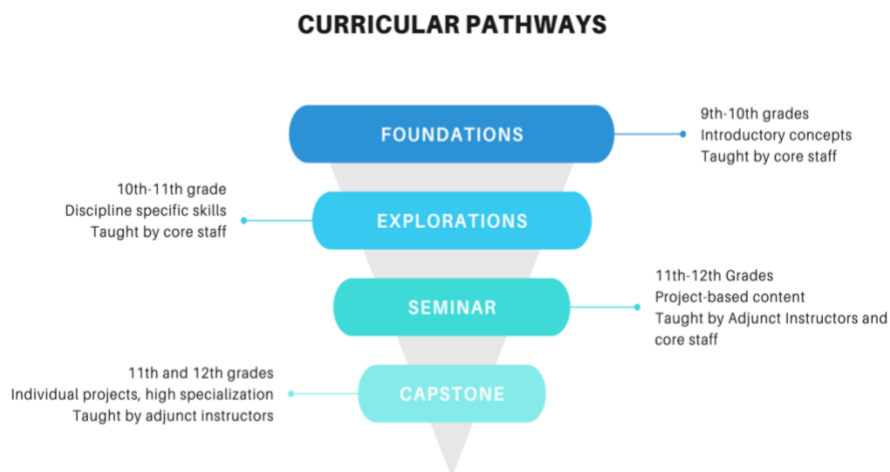 CURRICULAR PATHWAYS
FOUNDATIONS
9th-10th grades
Introductory concepts
Taught by core staff
10th-11th grade
Discipline specific skills
Taught by core staff
EXPLORATIONS
SEMINAR
11th-12th Grades
Project-based content
Taught by Adjunct Instructors and
core staff
11th and 12th grades
Individual projects, high specialization
Taught by adjunct instructors
CAPSTONE